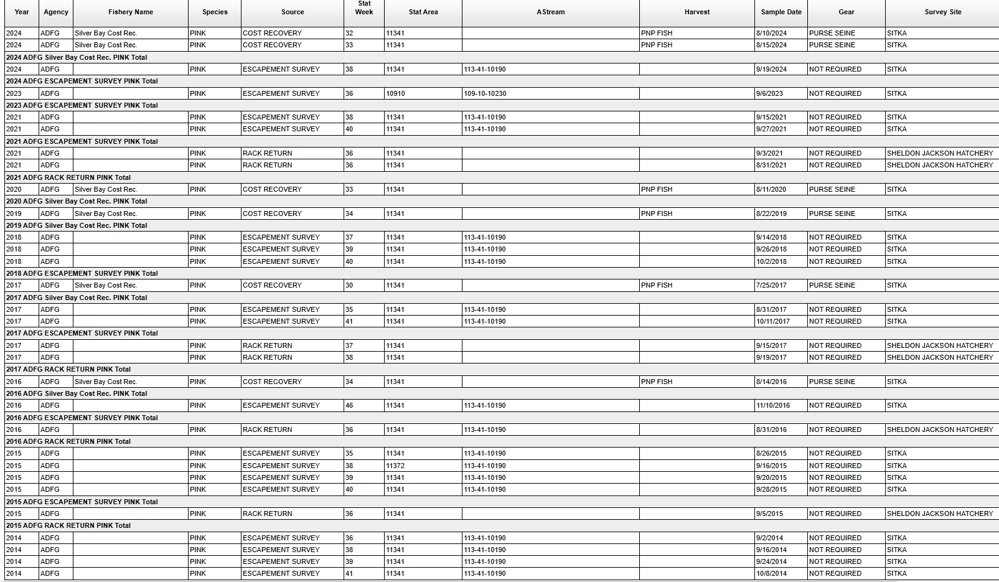 Year Agency Fishery Name Species Source Stat Week Stat Area AStream Harvest Sample Date Gear Survey Site
2024 ADFG Silver Bay Cost Rec. PINK COST RECOVERY 32 11341 PNP FISH 8/10/2024 PURSE SEINE SITKA
2024 ADFG Silver Bay Cost Rec. PINK COST RECOVERY 33 11341 PNP FISH 8/15/2024 PURSE SEINE SITKA
2024 ADFG Silver Bay Cost Rec. PINK Total
2024 ADFG PINK ESCAPEMENT SURVEY 38 11341 113-41-10190 9/19/2024 NOT REQUIRED SITKA
2024 ADFG ESCAPEMENT SURVEY PINK Total
2023 ADFG PINK ESCAPEMENT SURVEY 36 10910 109-10-10230 9/6/2023 NOT REQUIRED SITKA
2023 ADFG ESCAPEMENT SURVEY PINK Total
2021 ADFG PINK ESCAPEMENT SURVEY 38 11341 113-41-10190 9/15/2021 NOT REQUIRED SITKA
2021 ADFG PINK ESCAPEMENT SURVEY 40 11341 113-41-10190 9/27/2021 NOT REQUIRED SITKA
2021 ADFG ESCAPEMENT SURVEY PINK Total
2021 ADFG PINK RACK RETURN 36 11341 9/3/2021 NOT REQUIRED SHELDON JACKSON HATCHERY
2021 ADFG PINK RACK RETURN 36 11341 8/31/2021 NOT REQUIRED SHELDON JACKSON HATCHERY
2021 ADFG RACK RETURN PINK Total
2020 ADFG Silver Bay Cost Rec. PINK COST RECOVERY 33 11341 PNP FISH 8/11/2020 PURSE SEINE SITKA
2020 ADFG Silver Bay Cost Rec. PINK Total
2019 ADFG Silver Bay Cost Rec. PINK COST RECOVERY 34 11341 PNP FISH 8/22/2019 PURSE SEINE SITKA
2019 ADFG Silver Bay Cost Rec. PINK Total
2018 ADFG PINK ESCAPEMENT SURVEY 37 11341 113-41-10190 9/14/2018 NOT REQUIRED SITKA
2018 ADFG PINK ESCAPEMENT SURVEY 39 11341 113-41-10190 9/26/2018 NOT REQUIRED SITKA
2018 ADFG PINK ESCAPEMENT SURVEY 40 11341 113-41-10190 10/2/2018 NOT REQUIRED SITKA
2018 ADFG ESCAPEMENT SURVEY PINK Total
2017 ADFG Silver Bay Cost Rec. PINK COST RECOVERY 30 11341 PNP FISH 7/25/2017 PURSE SEINE SITKA
2017 ADFG Silver Bay Cost Rec. PINK Total
2017 ADFG PINK ESCAPEMENT SURVEY 35 11341 113-41-10190 8/31/2017 NOT REQUIRED SITKA
2017 ADFG PINK ESCAPEMENT SURVEY 41 11341 113-41-10190 10/11/2017 NOT REQUIRED SITKA
2017 ADFG ESCAPEMENT SURVEY PINK Total
2017 ADFG PINK RACK RETURN 37 11341 9/15/2017 NOT REQUIRED SHELDON JACKSON HATCHERY
2017 ADFG PINK RACK RETURN 38 11341 9/19/2017 NOT REQUIRED SHELDON JACKSON HATCHERY
2017 ADFG RACK RETURN PINK Total
2016 ADFG Silver Bay Cost Rec. PINK COST RECOVERY 34 11341 PNP FISH 8/14/2016 PURSE SEINE SITKA
2016 ADFG Silver Bay Cost Rec. PINK Total
2016 ADFG PINK ESCAPEMENT SURVEY 46 11341 113-41-10190 11/10/2016 NOT REQUIRED SITKA
2016 ADFG ESCAPEMENT SURVEY PINK Total
2016 ADFG PINK RACK RETURN 36 11341 113-41-10190 8/31/2016 NOT REQUIRED SHELDON JACKSON HATCHERY
2016 ADFG RACK RETURN PINK Total
2015 ADFG PINK ESCAPEMENT SURVEY 35 11341 113-41-10190 8/26/2015 NOT REQUIRED SITKA
2015 ADFG PINK ESCAPEMENT SURVEY 38 11372 113-41-10190 9/16/2015 NOT REQUIRED SITKA
2015 ADFG PINK ESCAPEMENT SURVEY 39 11341 113-41-10190 9/20/2015 NOT REQUIRED SITKA
2015 ADFG PINK ESCAPEMENT SURVEY 40 11341 113-41-10190 9/28/2015 NOT REQUIRED SITKA
2015 ADFG ESCAPEMENT SURVEY PINK Total
2015 ADFG PINK RACK RETURN 36 11341 9/5/2015 NOT REQUIRED SHELDON JACKSON HATCHERY
2015 ADFG RACK RETURN PINK Total
2014 ADFG PINK ESCAPEMENT SURVEY 36 11341 113-41-10190 9/2/2014 NOT REQUIRED SITKA
2014 ADFG PINK ESCAPEMENT SURVEY 38 11341 113-41-10190 9/16/2014 NOT REQUIRED SITKA
2014 ADFG PINK ESCAPEMENT SURVEY 39 11341 113-41-10190 9/24/2014 NOT REQUIRED SITKA
2014 ADFG PINK ESCAPEMENT SURVEY 41 11341 113-41-10190 10/8/2014 NOT REQUIRED SITKA